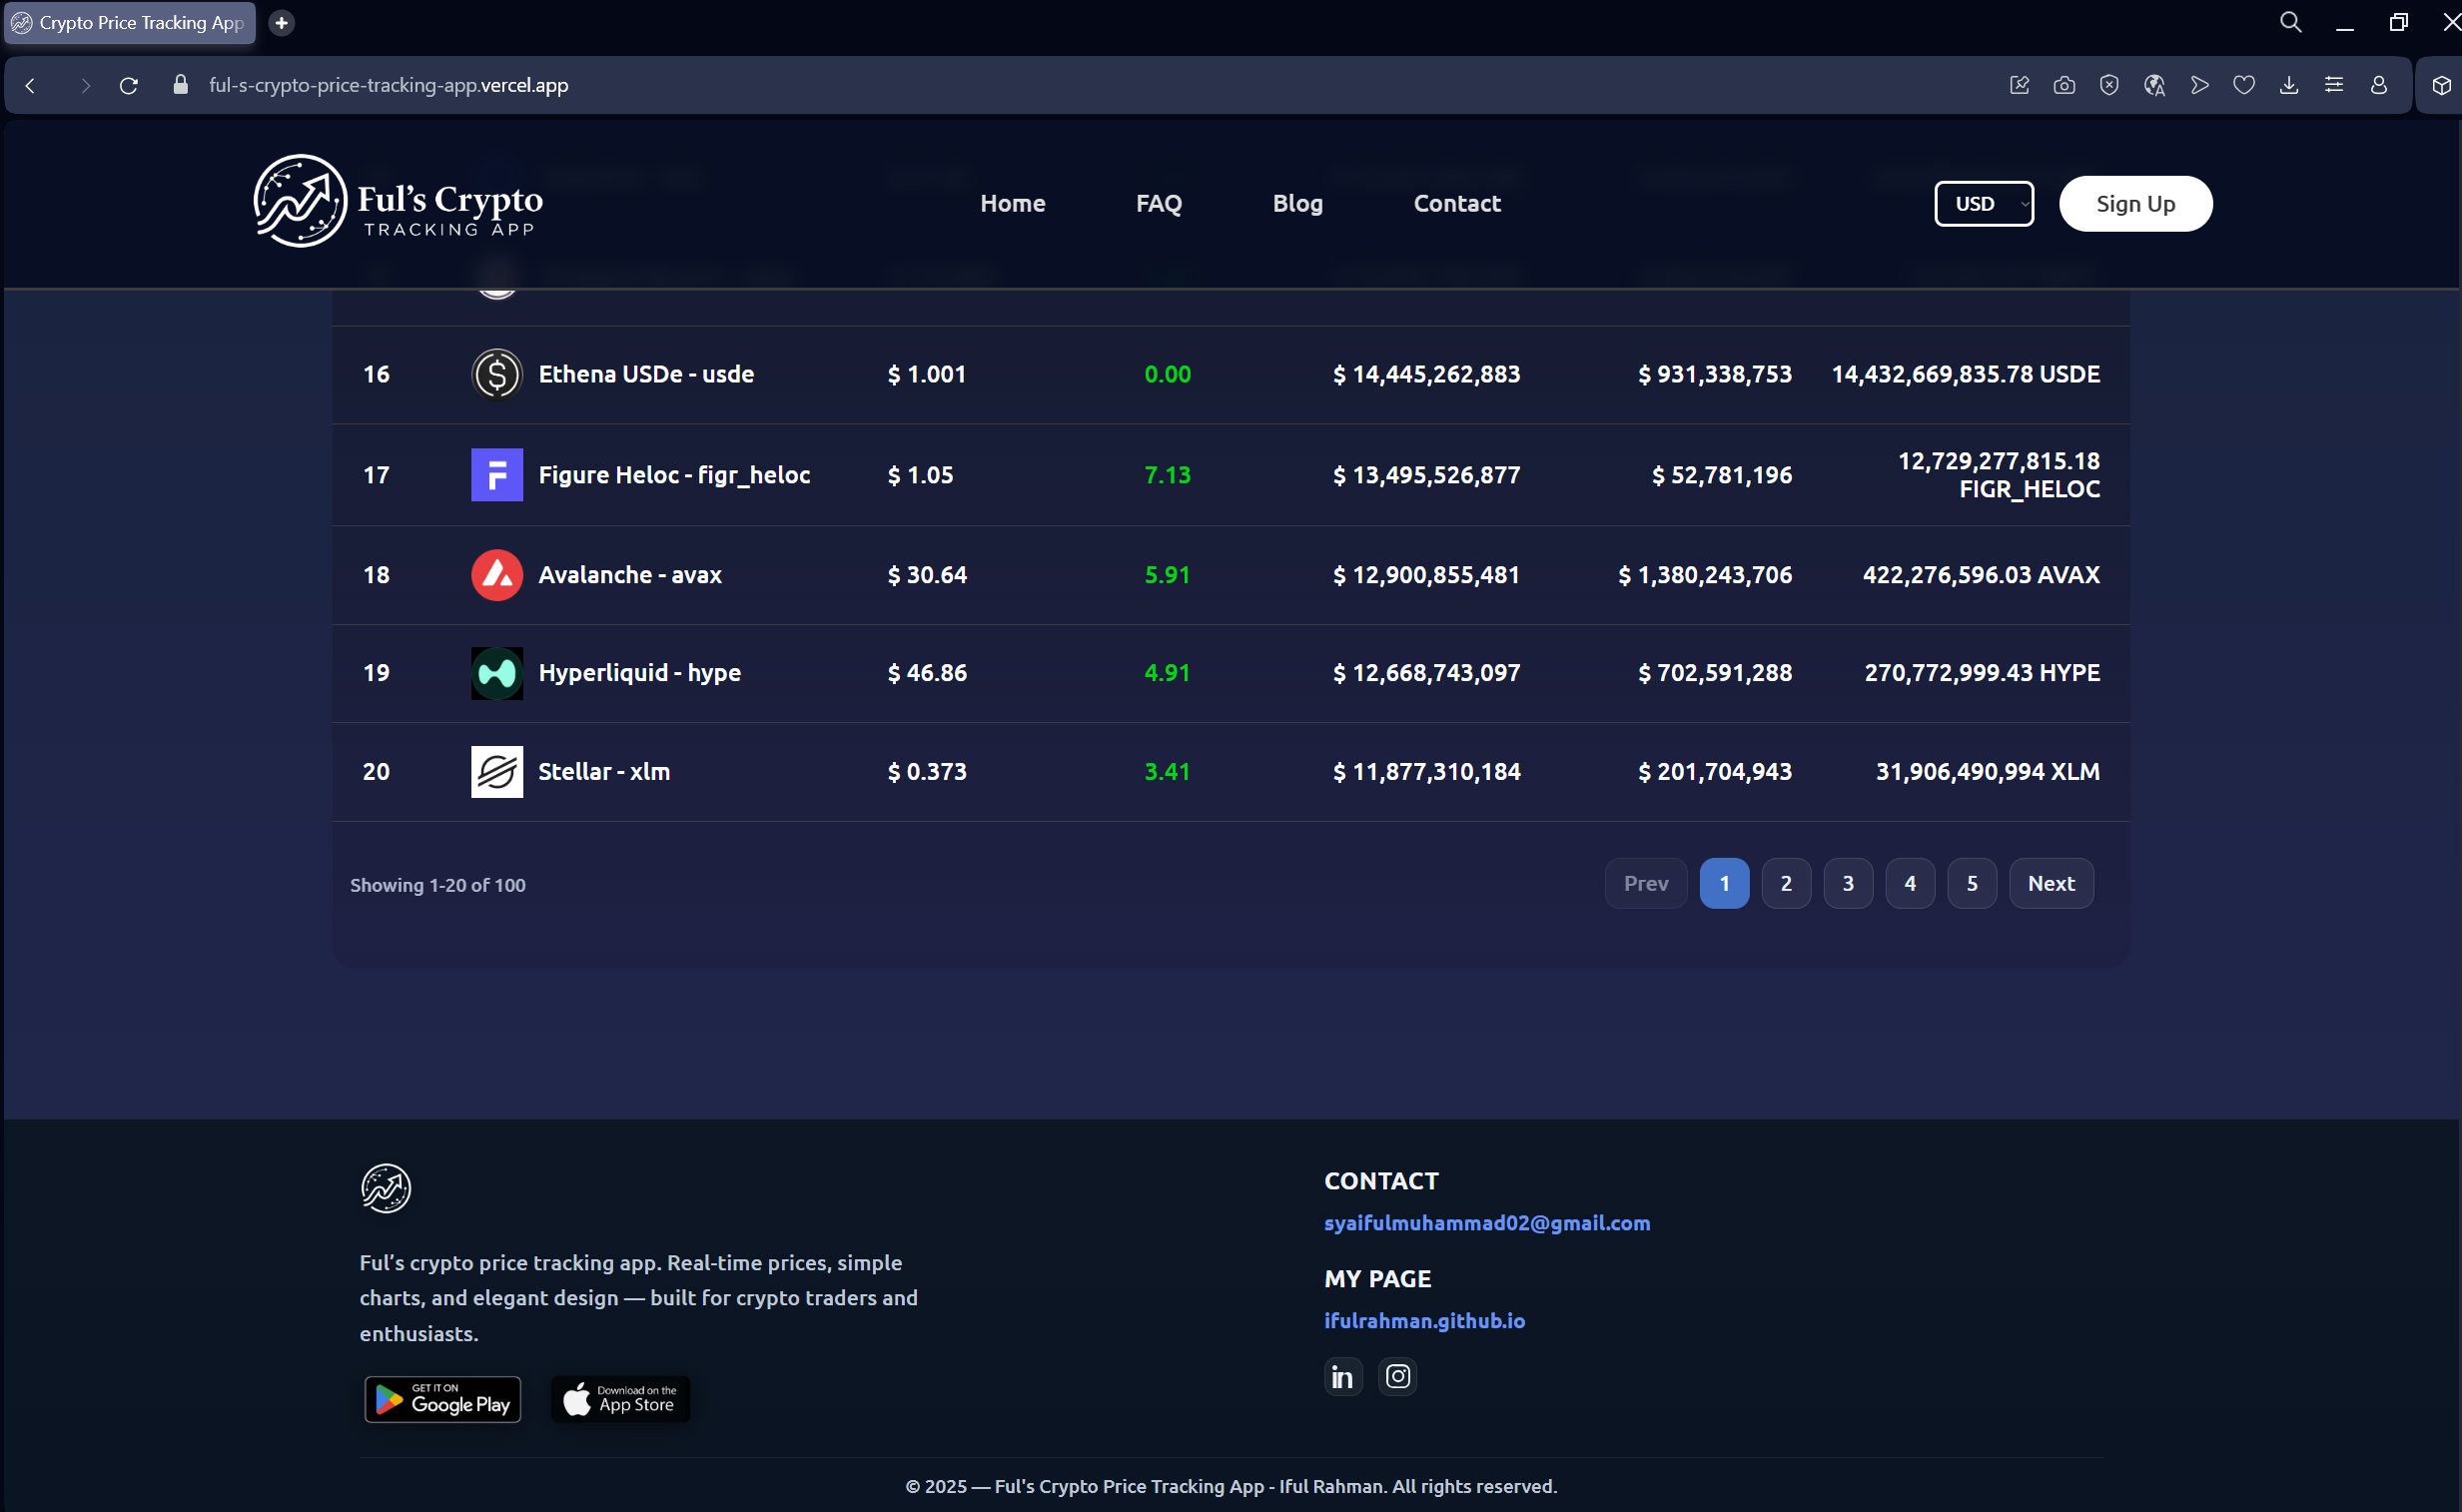 Crypto Price Tracking App
ful-s-crypto-price-tracking-app.vercel.app
Ful’s Crypto
TRACKING APP
Home FAQ Blog Contact
USD
Sign Up
16 Ethena USDe - usde $ 1.001 0.00 $ 14,445,262,883 $ 931,338,753 14,432,669,835.78 USDE
17 Figure Heloc - figr_heloc $ 1.05 7.13 $ 13,495,526,877 $ 52,781,196 12,729,277,815.18
FIGR_HELOC
18 Avalanche - avax $ 30.64 5.91 $ 12,900,855,481 $ 1,380,243,706 422,276,596.03 AVAX
19 Hyperliquid - hype $ 46.86 4.91 $ 12,668,743,097 $ 702,591,288 270,772,999.43 HYPE
20 Stellar - xlm $ 0.373 3.41 $ 11,877,310,184 $ 201,704,943 31,906,490,994 XLM
Showing 1-20 of 100
Prev 1 2 3 4 5 Next
Ful’s crypto price tracking app. Real-time prices, simple
charts, and elegant design — built for crypto traders and
enthusiasts.
GET IT ON
Google Play
Download on the
App Store
CONTACT
syaifulmuhammad02@gmail.com
MY PAGE
ifulrahman.github.io
in
© 2025 — Ful's Crypto Price Tracking App - Iful Rahman. All rights reserved.